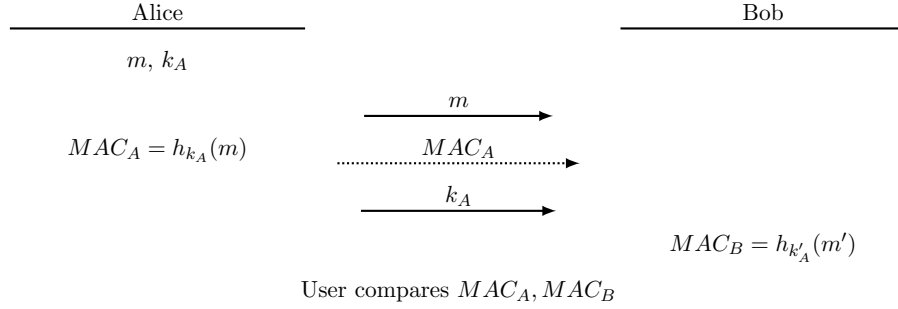 Alice Bob
m, k_A
m
MAC_A = h_{k_A}(m) MAC_A
k_A
MAC_B = h_{k'_A}(m')
User compares MAC_A, MAC_B